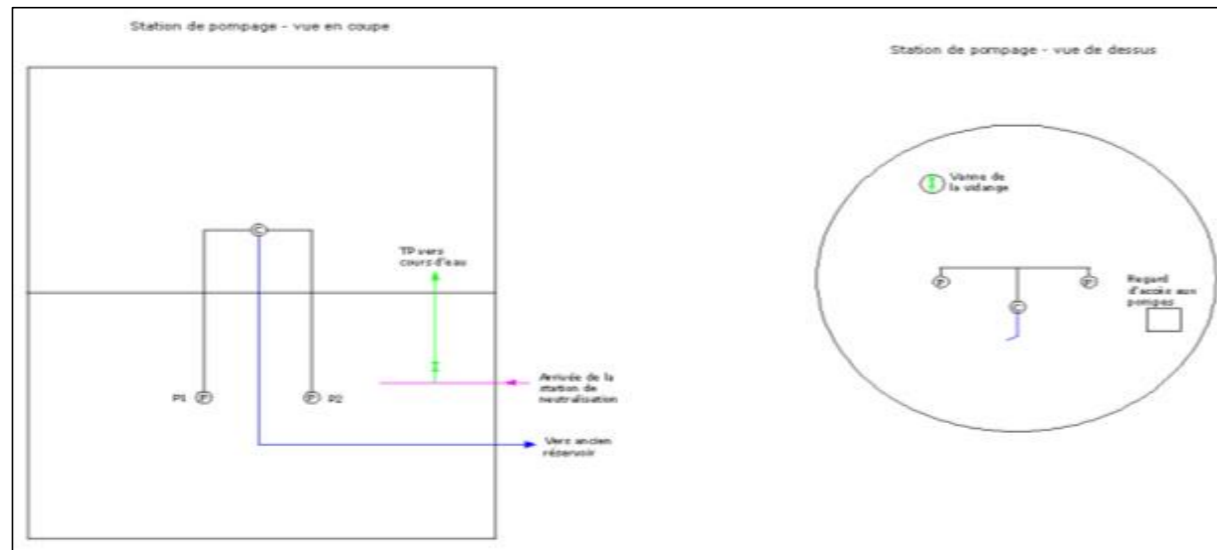 Station de pompage - vue en coupe
Station de pompage - vue de dessus
Vanne de
la vidange
C
TP vers
cours d'eau
P
P
Regard
d'accès aux
pompes
C
Arrivée de la
station de
neutralisation
P1
P
P
P2
Vers ancien
réservoir